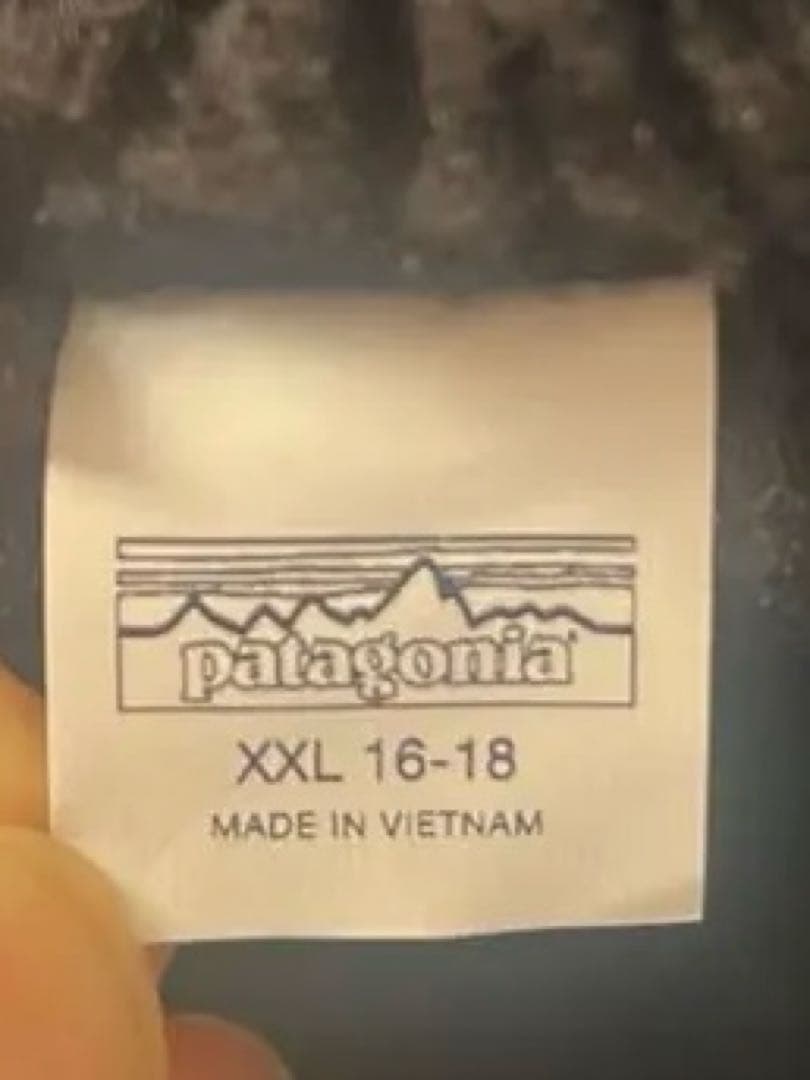 patagonia
XXL 16-18
MADE IN VIETNAM